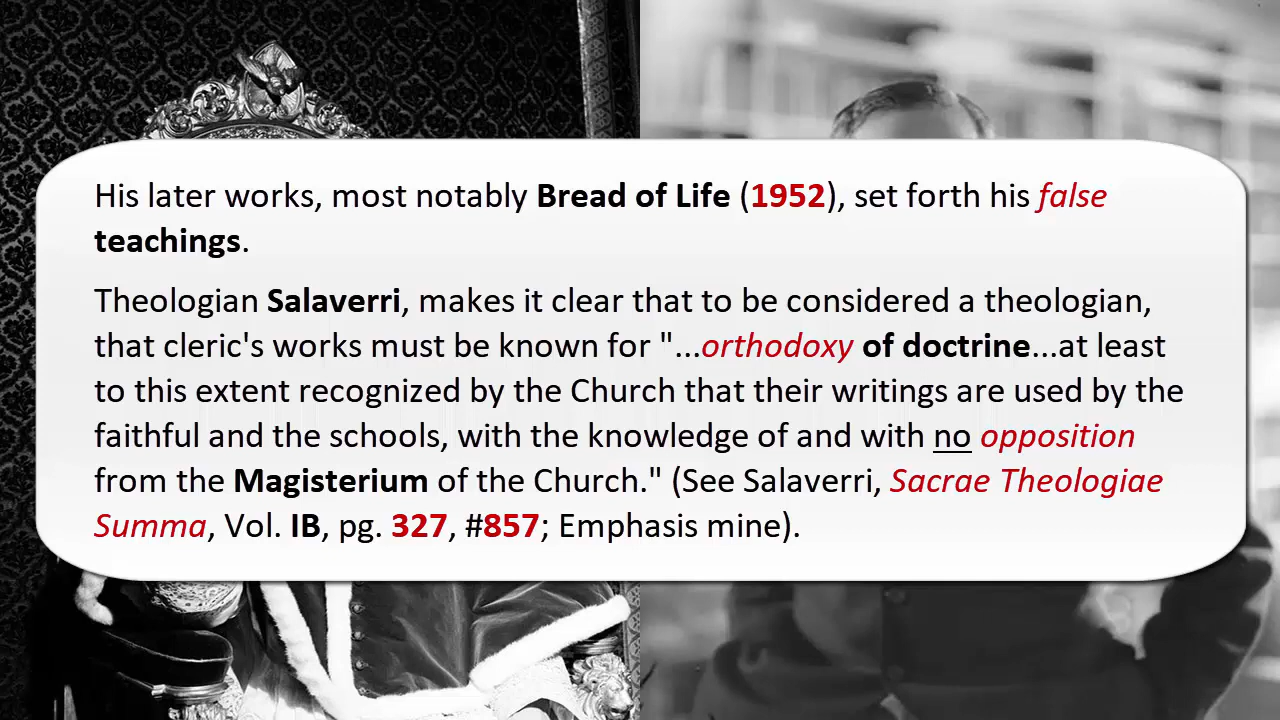 His later works, most notably Bread of Life (1952), set forth his false
teachings.
Theologian Salaverri, makes it clear that to be considered a theologian,
that cleric's works must be known for "...orthodoxy of doctrine...at least
to this extent recognized by the Church that their writings are used by the
faithful and the schools, with the knowledge of and with no opposition
from the Magisterium of the Church." (See Salaverri, Sacrae Theologiae
Summa, Vol. IB, pg. 327, #857; Emphasis mine).